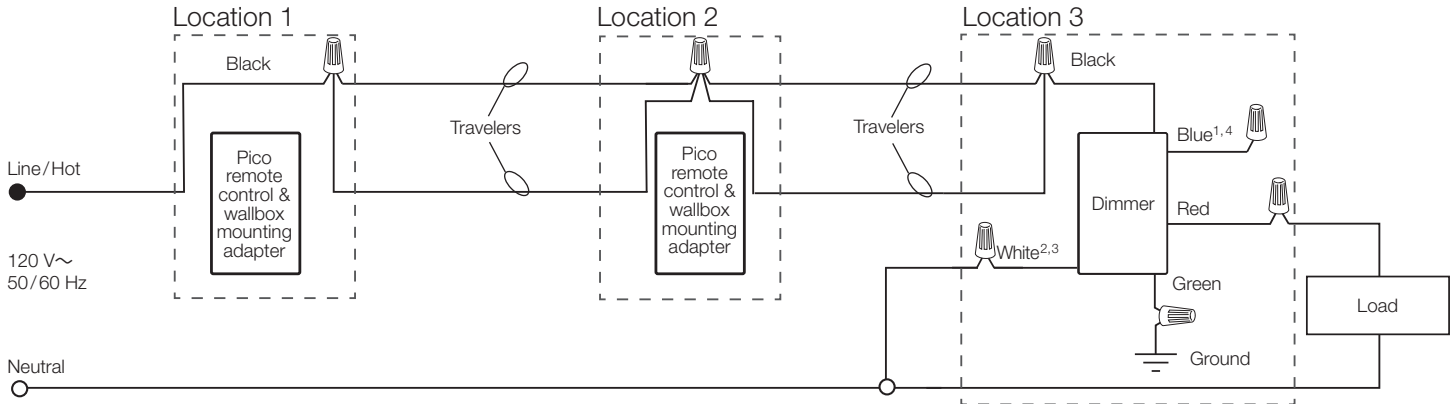 Location 1
Location 2
Location 3
Black
Black
Travelers
Travelers
Line/Hot
120 V~
50/60 Hz
Pico
remote
control &
wallbox
mounting
adapter
Pico
remote
control &
wallbox
mounting
adapter
Dimmer
Blue1,4
Red
White2,3
Green
Load
Ground
Neutral